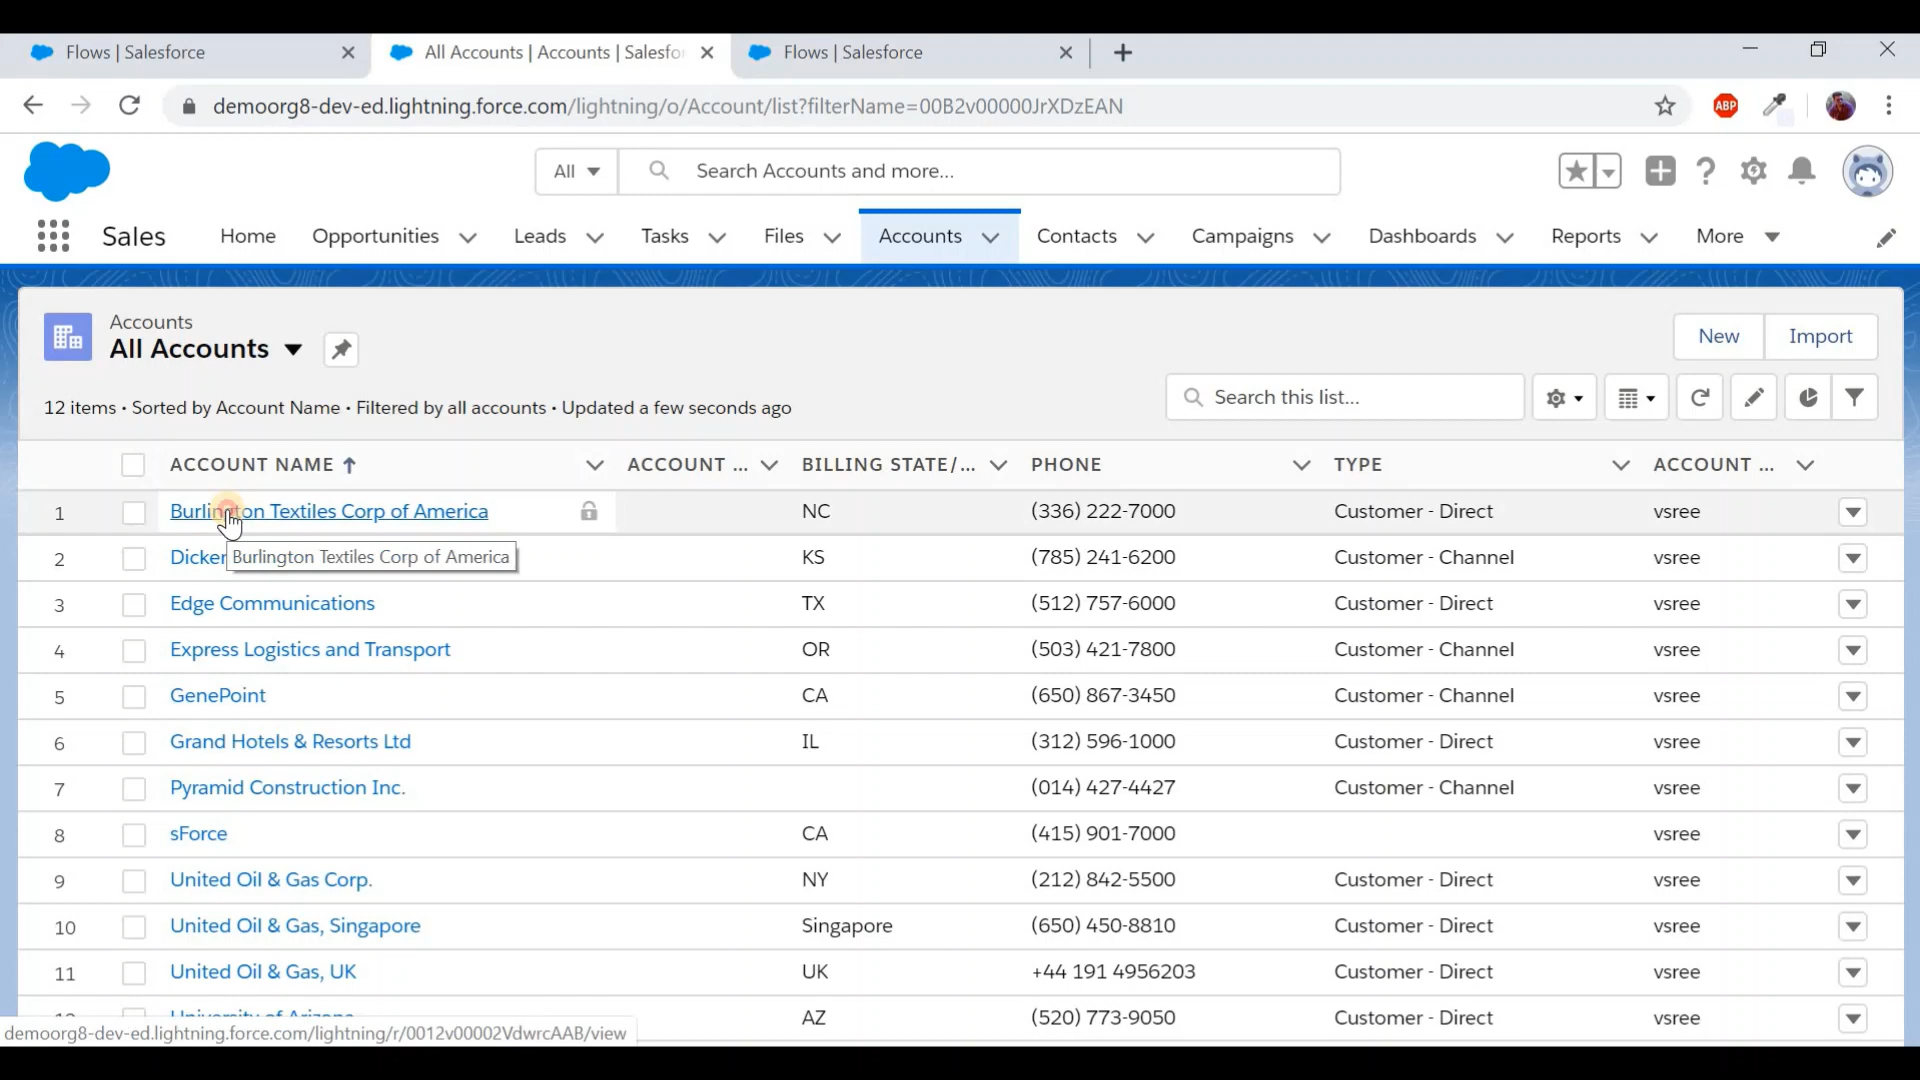 Flows | Salesforce
All Accounts | Accounts | Salesfo
Flows | Salesforce
demoorg8-dev-ed.lightning.force.com/lightning/o/Account/list?filterName=00B2v00000JrXDzEAN
ABP
All
Search Accounts and more...
Sales
Home
Opportunities
Leads
Tasks
Files
Accounts
Contacts
Campaigns
Dashboards
Reports
More
Accounts
All Accounts
New
Import
12 items • Sorted by Account Name • Filtered by all accounts • Updated a few seconds ago
Search this list...
ACCOUNT NAME ↑ ACCOUNT ... BILLING STATE/... PHONE TYPE ACCOUNT ...
1 Burlington Textiles Corp of America NC (336) 222-7000 Customer - Direct vsree
2 Dicken KS (785) 241-6200 Customer - Channel vsree
Burlington Textiles Corp of America
3 Edge Communications TX (512) 757-6000 Customer - Direct vsree
4 Express Logistics and Transport OR (503) 421-7800 Customer - Channel vsree
5 GenePoint CA (650) 867-3450 Customer - Channel vsree
6 Grand Hotels & Resorts Ltd IL (312) 596-1000 Customer - Direct vsree
7 Pyramid Construction Inc. (014) 427-4427 Customer - Channel vsree
8 sForce CA (415) 901-7000 vsree
9 United Oil & Gas Corp. NY (212) 842-5500 Customer - Direct vsree
10 United Oil & Gas, Singapore Singapore (650) 450-8810 Customer - Direct vsree
11 United Oil & Gas, UK UK +44 191 4956203 Customer - Direct vsree
University of Arizona AZ (520) 773-9050 Customer - Direct vsree
demoorg8-dev-ed.lightning.force.com/lightning/r/0012v00002VdwrcAAB/view